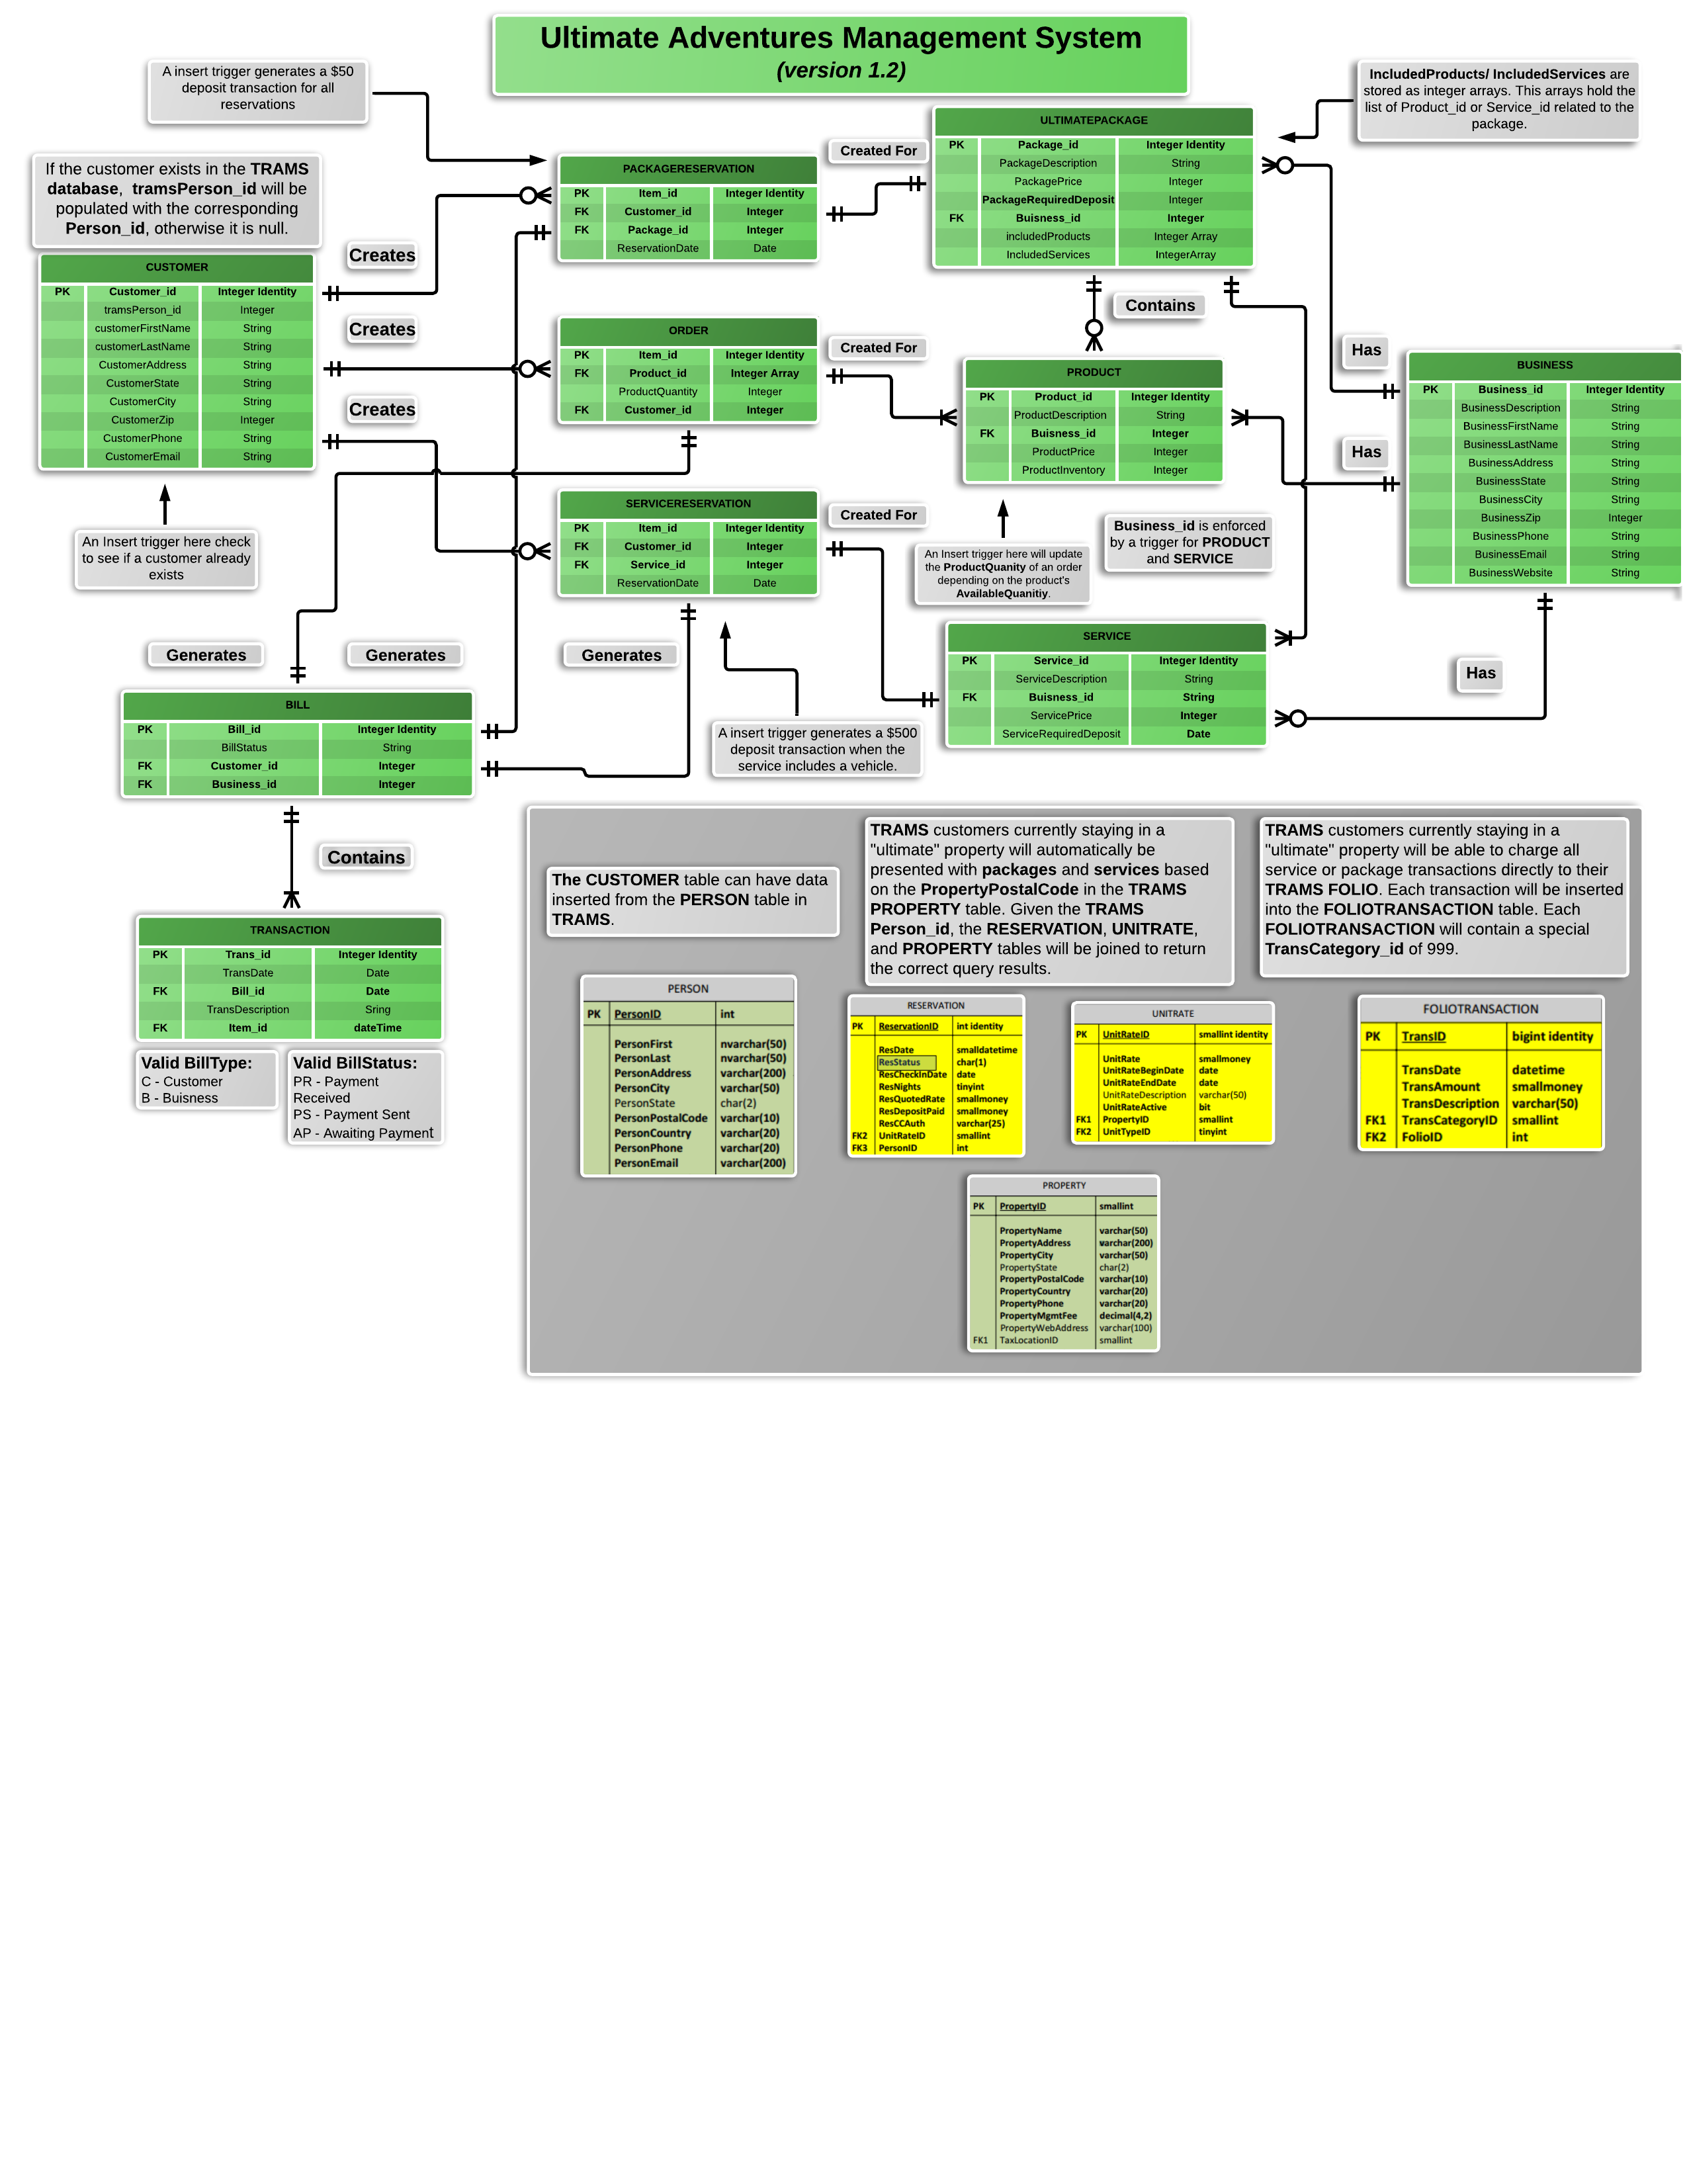 Ultimate Adventures Management System
(version 1.2)
A insert trigger generates a $50
deposit transaction for all
reservations
IncludedProducts/ IncludedServices are
stored as integer arrays. This arrays hold the
list of Product_id or Service_id related to the
package.
If the customer exists in the TRAMS
database, tramsPerson_id will be
populated with the corresponding
Person_id, otherwise it is null.
PACKAGERESERVATION
PK Item_id Integer Identity
FK Customer_id Integer
FK Package_id Integer
ReservationDate Date
Created For
ULTIMATEPACKAGE
PK Package_id Integer Identity
PackageDescription String
PackagePrice Integer
PackageRequiredDeposit Integer
FK Buisness_id Integer
includedProducts Integer Array
IncludedServices IntegerArray
Creates
CUSTOMER
PK Customer_id Integer Identity
tramsPerson_id Integer
customerFirstName String
customerLastName String
CustomerAddress String
CustomerState String
CustomerCity String
CustomerZip Integer
CustomerPhone String
CustomerEmail String
Creates
Creates
ORDER
PK Item_id Integer Identity
FK Product_id Integer Array
ProductQuantity Integer
FK Customer_id Integer
Created For
Contains
PRODUCT
PK Product_id Integer Identity
ProductDescription String
FK Buisness_id Integer
ProductPrice Integer
ProductInventory Integer
Has
Has
BUSINESS
PK Business_id Integer Identity
BusinessDescription String
BusinessFirstName String
BusinessLastName String
BusinessAddress String
BusinessState String
BusinessCity String
BusinessZip Integer
BusinessPhone String
BusinessEmail String
BusinessWebsite String
An Insert trigger here check
to see if a customer already
exists
SERVICERESERVATION
PK Item_id Integer Identity
FK Customer_id Integer
FK Service_id Integer
ReservationDate Date
Created For
An Insert trigger here will update
the ProductQuanity of an order
depending on the product's
AvailableQuanitiy.
Business_id is enforced
by a trigger for PRODUCT
and SERVICE
Generates
Generates
Generates
SERVICE
PK Service_id Integer Identity
ServiceDescription String
FK Buisness_id String
ServicePrice Integer
ServiceRequiredDeposit Date
Has
BILL
PK Bill_id Integer Identity
BillStatus String
FK Customer_id Integer
FK Business_id Integer
A insert trigger generates a $500
deposit transaction when the
service includes a vehicle.
Contains
TRANSACTION
PK Trans_id Integer Identity
TransDate Date
FK Bill_id Date
TransDescription Sring
FK Item_id dateTime
Valid BillType:
C - Customer
B - Buisness
Valid BillStatus:
PR - Payment
Received
PS - Payment Sent
AP - Awaiting Payment
The CUSTOMER table can have data
inserted from the PERSON table in
TRAMS.
TRAMS customers currently staying in a
"ultimate" property will automatically be
presented with packages and services based
on the PropertyPostalCode in the TRAMS
PROPERTY table. Given the TRAMS
Person_id, the RESERVATION, UNITRATE,
and PROPERTY tables will be joined to return
the correct query results.
TRAMS customers currently staying in a
"ultimate" property will be able to charge all
service or package transactions directly to their
TRAMS FOLIO. Each transaction will be inserted
into the FOLIOTRANSACTION table. Each
FOLIOTRANSACTION will contain a special
TransCategory_id of 999.
PERSON
PK PersonID int
PersonFirst nvarchar(50)
PersonLast nvarchar(50)
PersonAddress varchar(200)
PersonCity varchar(50)
PersonState char(2)
PersonPostalCode varchar(10)
PersonCountry varchar(20)
PersonPhone varchar(20)
PersonEmail varchar(200)
RESERVATION
PK ReservationID int identity
ResDate smalldatetime
ResStatus char(1)
ResCheckInDate date
ResNights tinyint
ResQuotedRate smallmoney
ResDepositPaid smallmoney
ResCCAuth varchar(25)
FK2 UnitRateID smallint
FK3 PersonID int
UNITRATE
PK UnitRateID smallint identity
UnitRate smallmoney
UnitRateBeginDate date
UnitRateEndDate date
UnitRateDescription varchar(50)
UnitRateActive bit
FK1 PropertyID smallint
FK2 UnitTypeID tinyint
FOLIOTRANSACTION
PK TransID bigint identity
TransDate datetime
TransAmount smallmoney
TransDescription varchar(50)
FK1 TransCategoryID smallint
FK2 FolioID int
PROPERTY
PK PropertyID smallint
PropertyName varchar(50)
PropertyAddress varchar(200)
PropertyCity varchar(50)
PropertyState char(2)
PropertyPostalCode varchar(10)
PropertyCountry varchar(20)
PropertyPhone varchar(20)
PropertyMgmtFee decimal(4,2)
PropertyWebAddress varchar(100)
FK1 TaxLocationID smallint